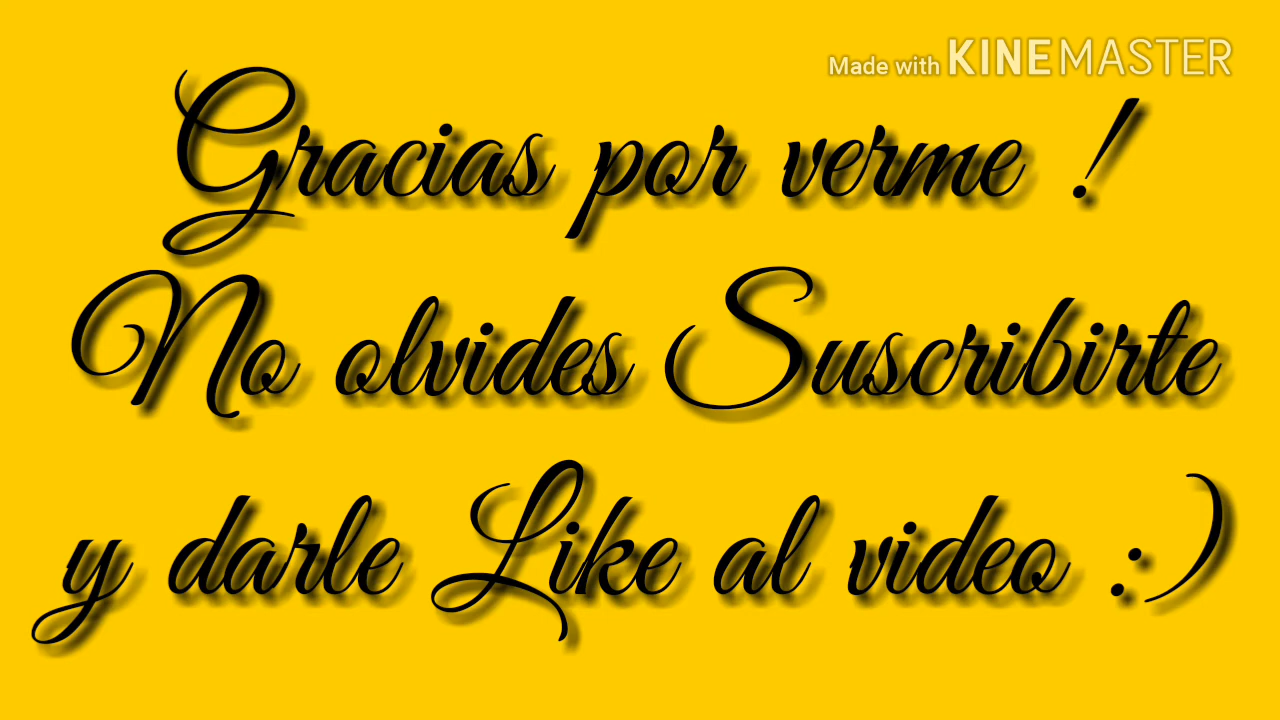 Made with KINEMASTER
Gracias por verme !
No olvides Suscribirte
y darle Like al video :)